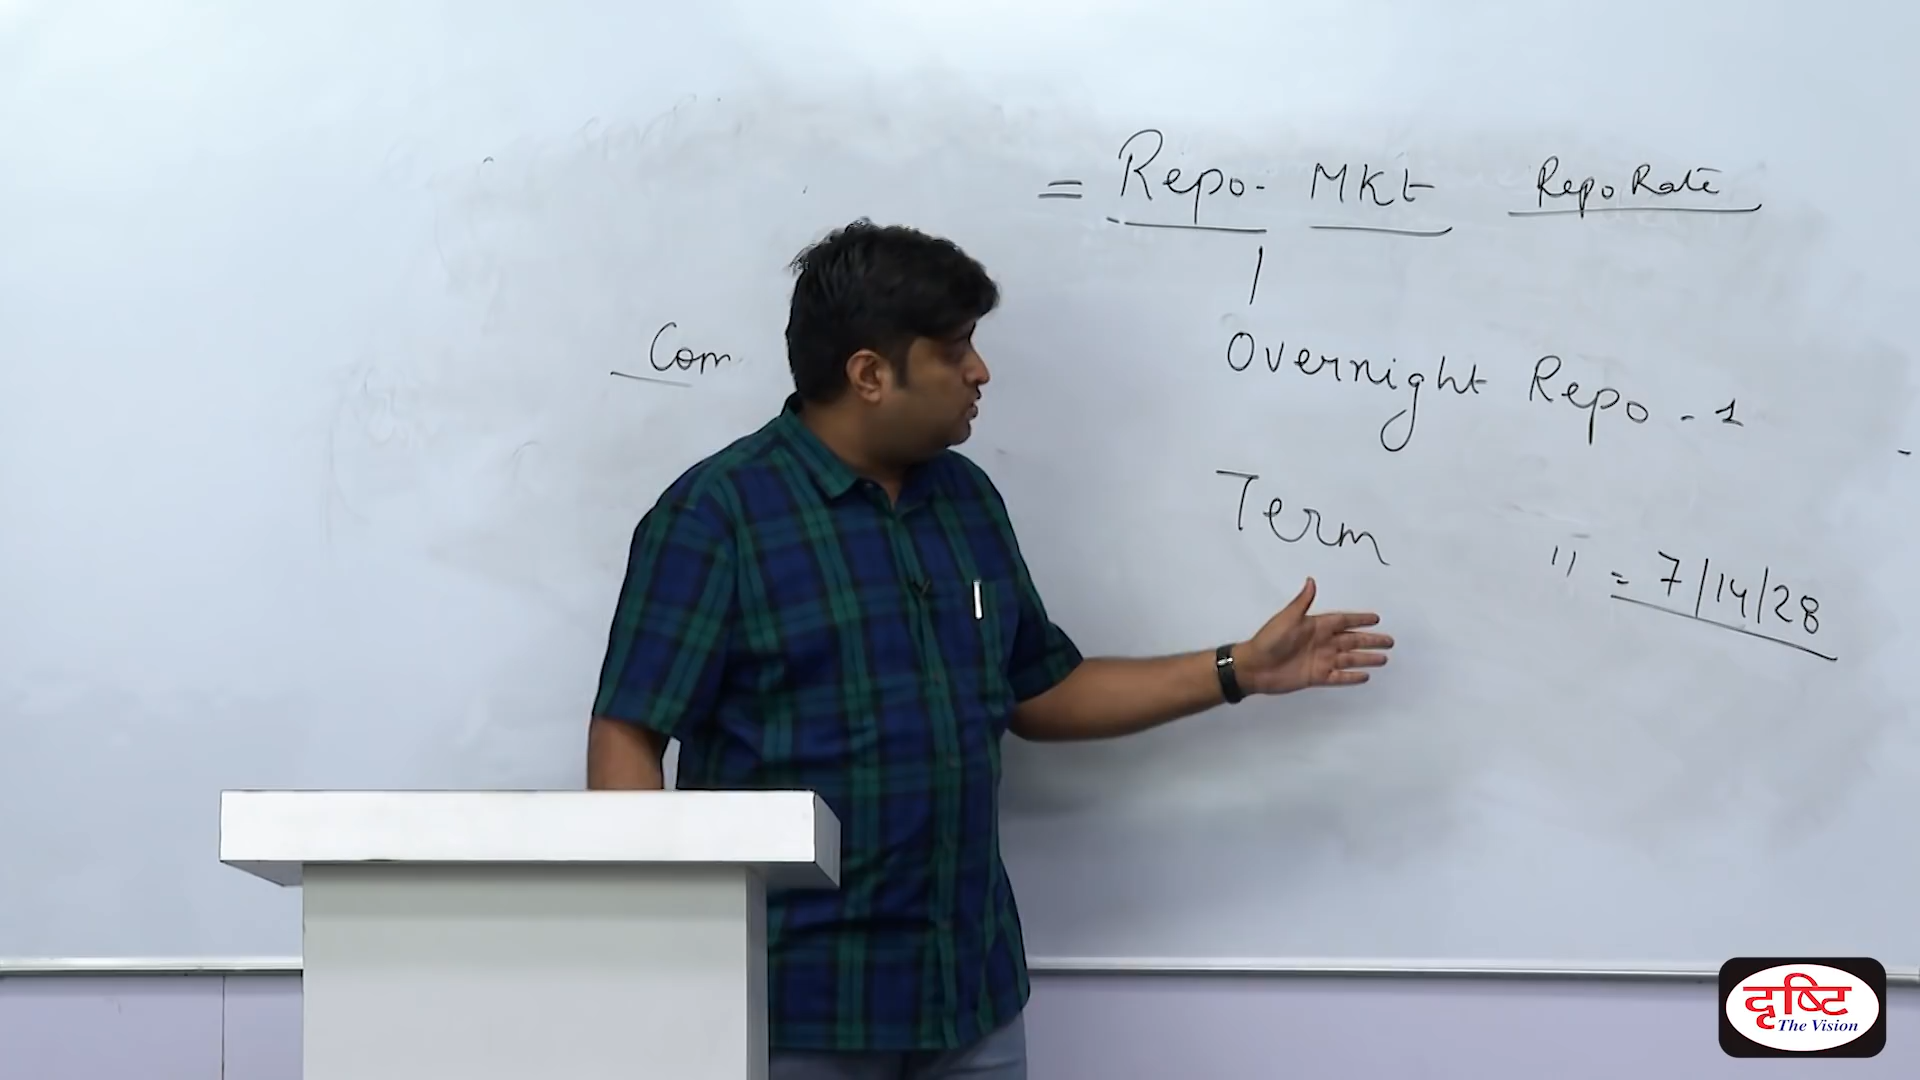 = Repo - MKt Repo Rate
Com
Overnight Repo - 1
Term " = 7/14/28
दृष्टि
The Vision